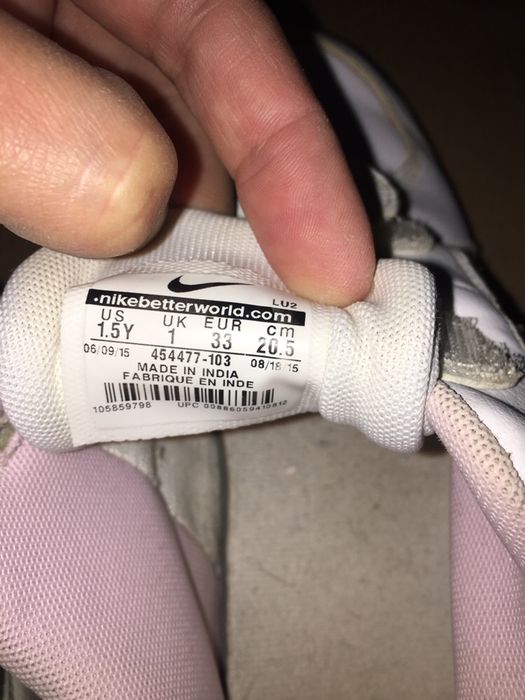 LU2
.nikebetterworld.com
US UK EUR cm
1.5Y 1 33 20.5
06/09/15 454477-103 08/18 15
MADE IN INDIA
FABRIQUE EN INDE
105859798 UPC